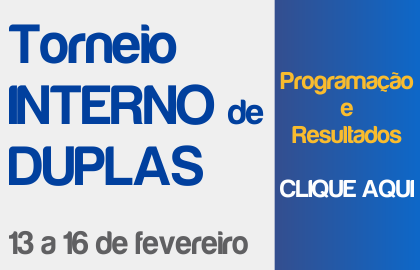 Torneio
INTERNO de
DUPLAS
13 a 16 de fevereiro
Programação
e
Resultados
CLIQUE AQUI